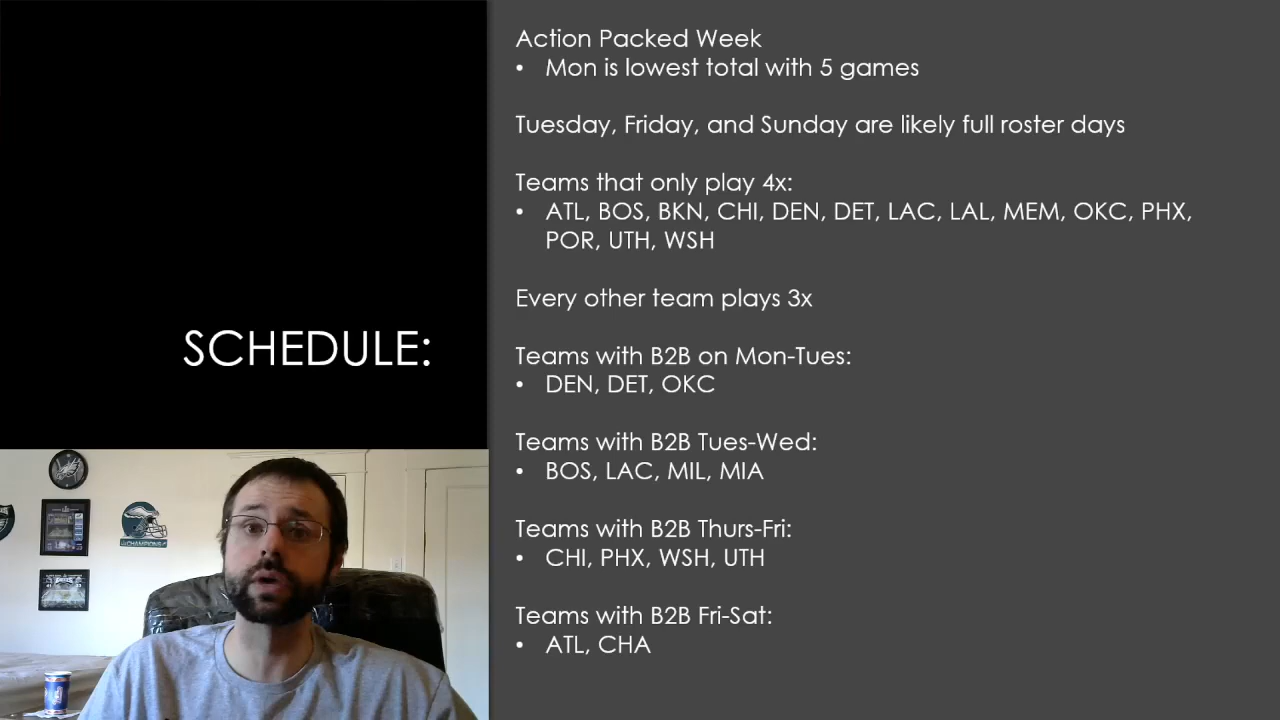 SCHEDULE:
Action Packed Week
• Mon is lowest total with 5 games
Tuesday, Friday, and Sunday are likely full roster days
Teams that only play 4x:
• ATL, BOS, BKN, CHI, DEN, DET, LAC, LAL, MEM, OKC, PHX,
POR, UTH, WSH
Every other team plays 3x
Teams with B2B on Mon-Tues:
• DEN, DET, OKC
Teams with B2B Tues-Wed:
• BOS, LAC, MIL, MIA
Teams with B2B Thurs-Fri:
• CHI, PHX, WSH, UTH
Teams with B2B Fri-Sat:
• ATL, CHA